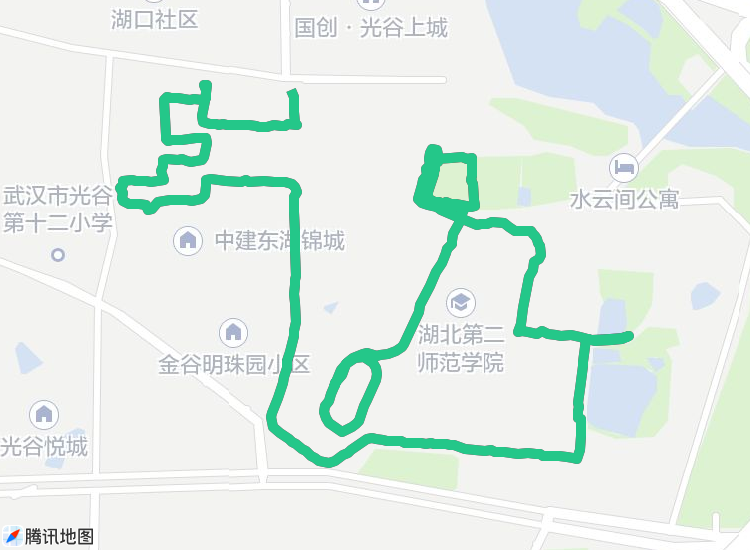 湖口社区
国创·光谷上城
武汉市光谷
第十二小学
水云间公寓
中建东湖锦城
湖北第二
师范学院
金谷明珠园小区
光谷悦城
腾讯地图